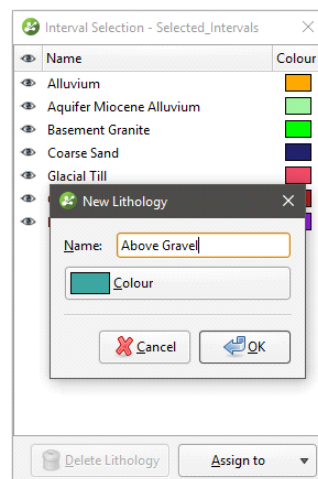 Interval Selection - Selected_Intervals
Name Colour
Alluvium
Aquifer Miocene Alluvium
Basement Granite
Coarse Sand
Glacial Till
New Lithology
Name: Above Gravel
Colour
Cancel OK
Delete Lithology Assign to